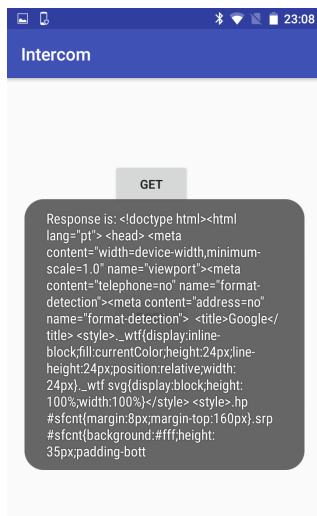 23:08
Intercom
GET
Response is: <!doctype html><html
lang="pt"> <head> <meta
content="width=device-width,minimum-
scale=1.0" name="viewport"><meta
content="telephone=no" name="format-
detection"><meta content="address=no"
name="format-detection">  <title>Google</
title> <style>._wtf{display:inline-
block;fill:currentColor;height:24px;line-
height:24px;position:relative;width:
24px}._wtf svg{display:block;height:
100%;width:100%}</style> <style>.hp
#sfcnt{margin:8px;margin-top:160px}.srp
#sfcnt{background:#fff;height:
35px;padding-bott